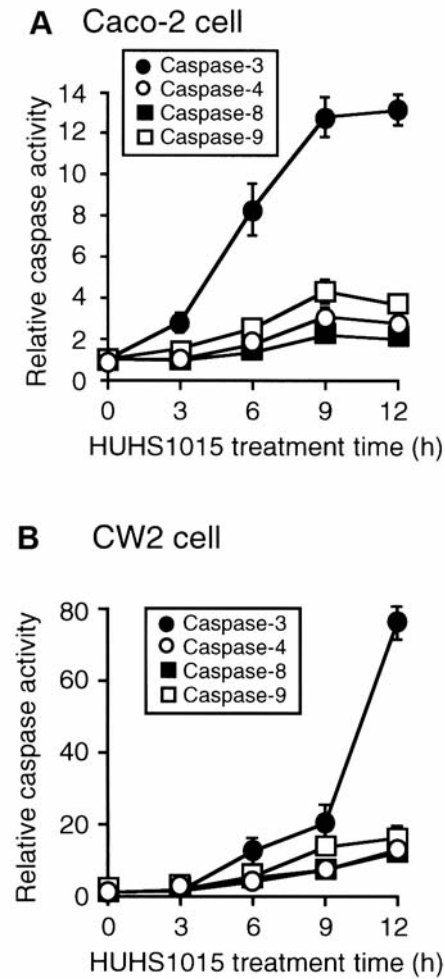 A Caco-2 cell
Caspase-3
Caspase-4
Caspase-8
Caspase-9
Relative caspase activity
14
12
10
8
6
4
2
0
0 3 6 9 12
HUHS1015 treatment time (h)
B CW2 cell
Caspase-3
Caspase-4
Caspase-8
Caspase-9
Relative caspase activity
80
60
40
20
0
0 3 6 9 12
HUHS1015 treatment time (h)